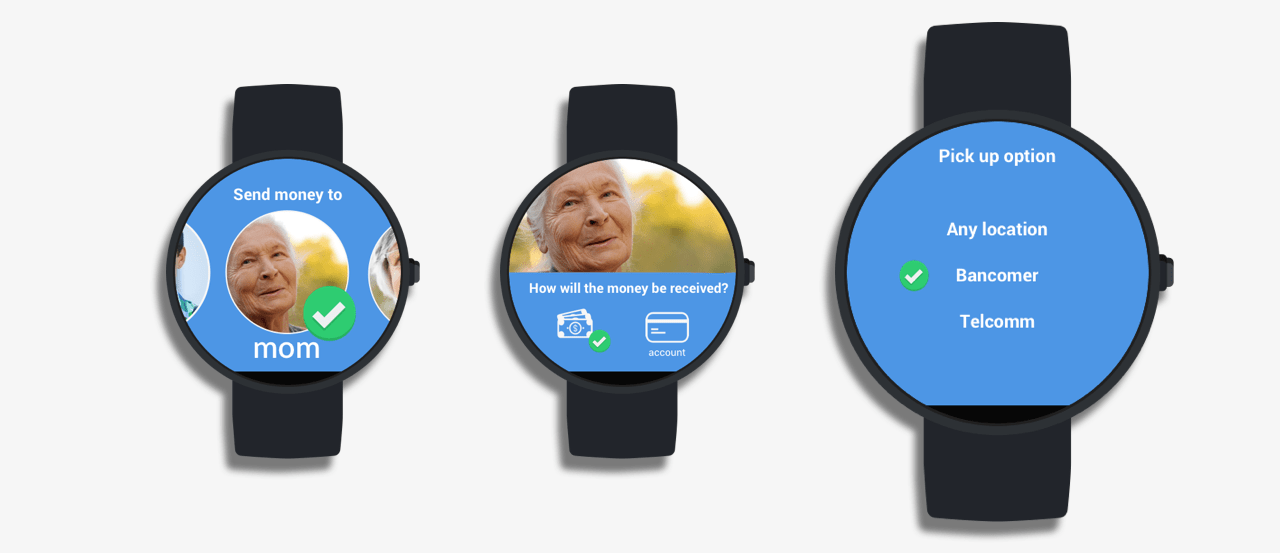 Send money to
mom
How will the money be received?
$
account
Pick up option
Any location
Bancomer
Telcomm